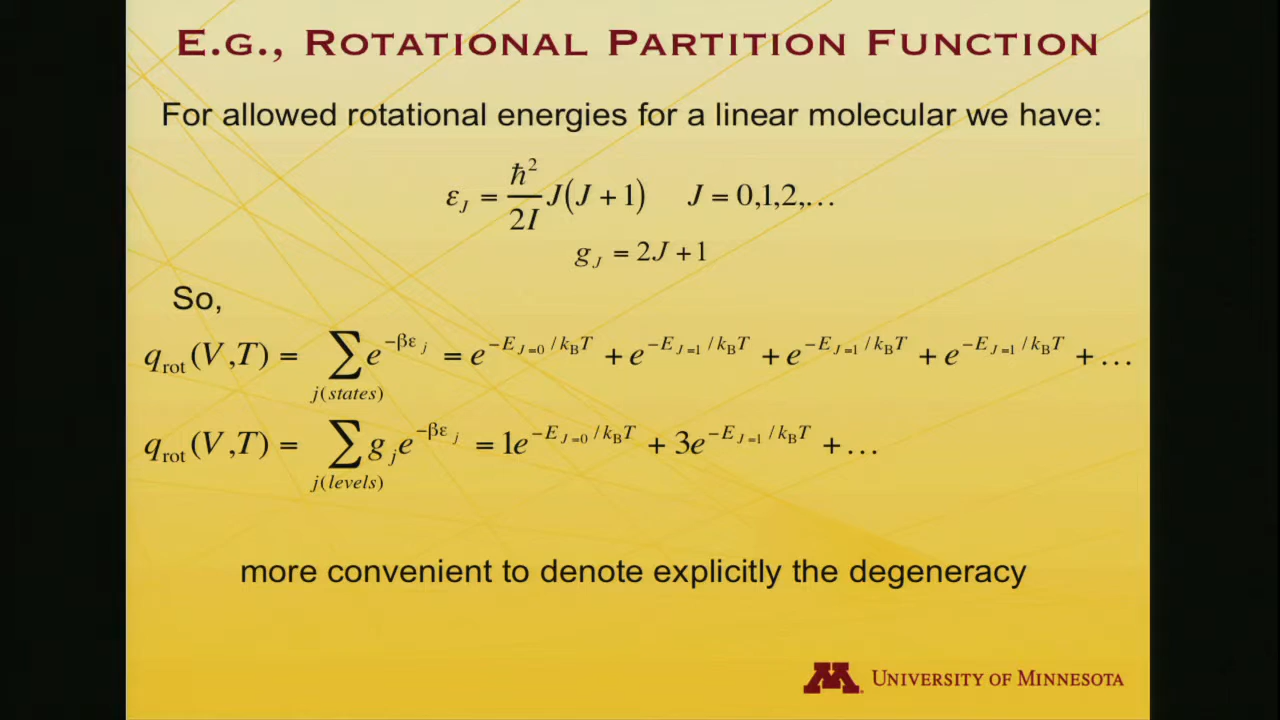 E.G., ROTATIONAL PARTITION FUNCTION
For allowed rotational energies for a linear molecular we have:
ε_J = ħ²/2I J(J + 1) J = 0,1,2,…
g_J = 2J + 1
So,
q_rot(V,T) = ∑_{j(states)} e^{−βε_j} = e^{−E_{J=0}/k_BT} + e^{−E_{J=1}/k_BT} + e^{−E_{J=1}/k_BT} + e^{−E_{J=1}/k_BT} + …
q_rot(V,T) = ∑_{j(levels)} g_j e^{−βε_j} = 1e^{−E_{J=0}/k_BT} + 3e^{−E_{J=1}/k_BT} + …
more convenient to denote explicitly the degeneracy
M UNIVERSITY OF MINNESOTA